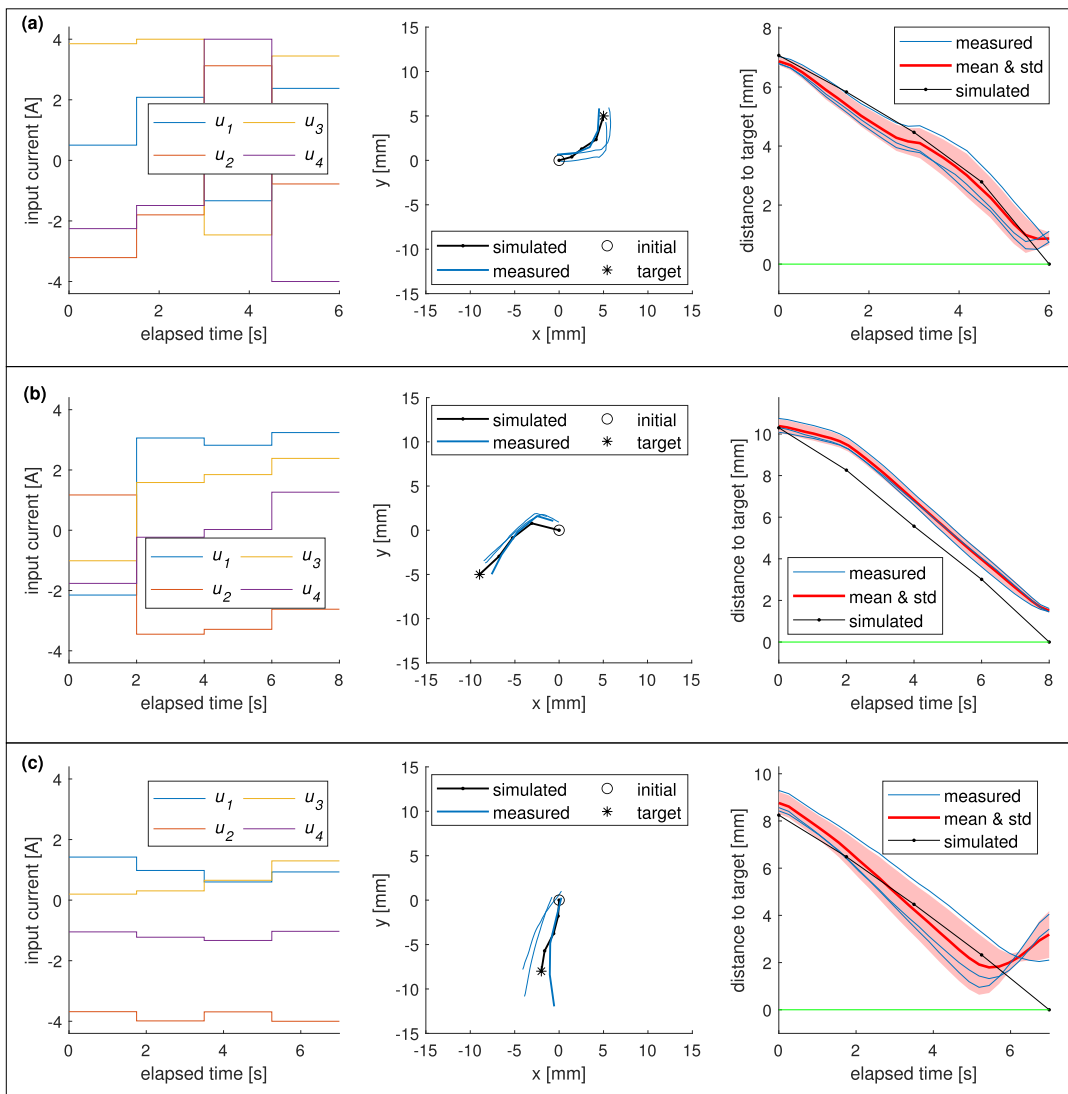 (a)
4
2
0
-2
-4
input current [A]
u1 u3
u2 u4
0 2 4 6
elapsed time [s]
15
10
5
0
-5
-10
-15
y [mm]
simulated initial
measured target
-15 -10 -5 0 5 10 15
x [mm]
8
6
4
2
0
distance to target [mm]
measured
mean & std
simulated
0 1 2 3 4 5 6
elapsed time [s]
(b)
4
2
0
-2
-4
input current [A]
u1 u3
u2 u4
0 2 4 6 8
elapsed time [s]
15
10
5
0
-5
-10
-15
y [mm]
simulated initial
measured target
-15 -10 -5 0 5 10 15
x [mm]
10
8
6
4
2
0
distance to target [mm]
measured
mean & std
simulated
0 2 4 6 8
elapsed time [s]
(c)
4
2
0
-2
-4
input current [A]
u1 u3
u2 u4
0 2 4 6
elapsed time [s]
15
10
5
0
-5
-10
-15
y [mm]
simulated initial
measured target
-15 -10 -5 0 5 10 15
x [mm]
10
8
6
4
2
0
distance to target [mm]
measured
mean & std
simulated
0 2 4 6
elapsed time [s]